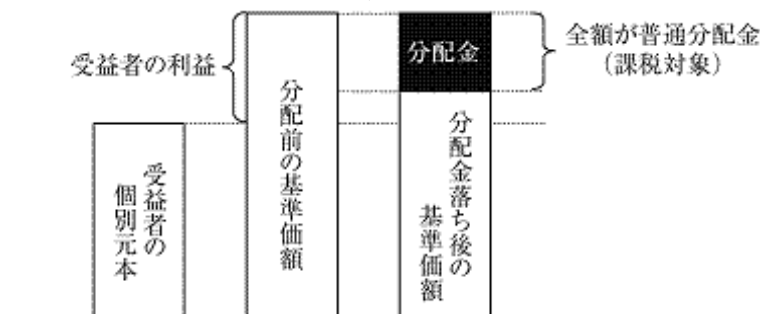 受益者の利益
分配前の基準価額
分配金
全額が普通分配金
（課税対象）
受益者の
個別元本
分配金落ち後の
基準価額